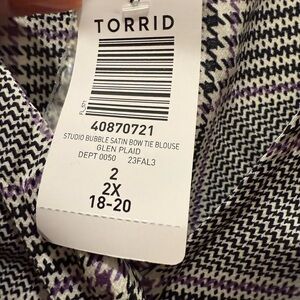 TORRID
40870721
STUDIO BUBBLE SATIN BOW TIE BLOUSE
GLEN PLAID
DEPT 0050 23FAL3
2
2X
18-20